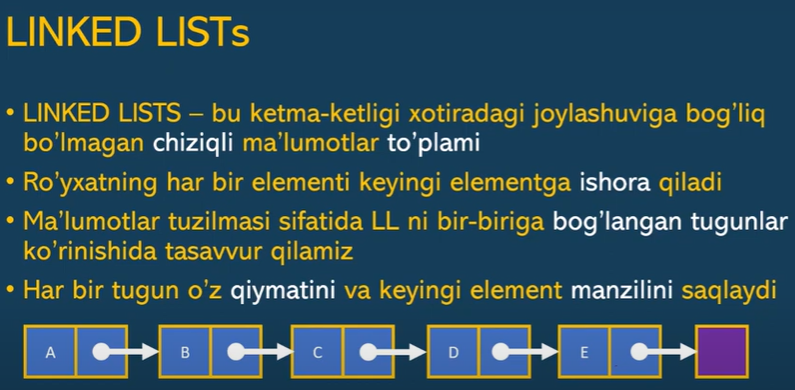 LINKED LISTs
• LINKED LISTS – bu ketma-ketligi xotiradagi joylashuviga bog’liq
bo’lmagan chiziqli ma’lumotlar to’plami
• Ro’yxatning har bir elementi keyingi elementga ishora qiladi
• Ma’lumotlar tuzilmasi sifatida LL ni bir-biriga bog’langan tugunlar
ko’rinishida tasavvur qilamiz
• Har bir tugun o’z qiymatini va keyingi element manzilini saqlaydi
A B C D E